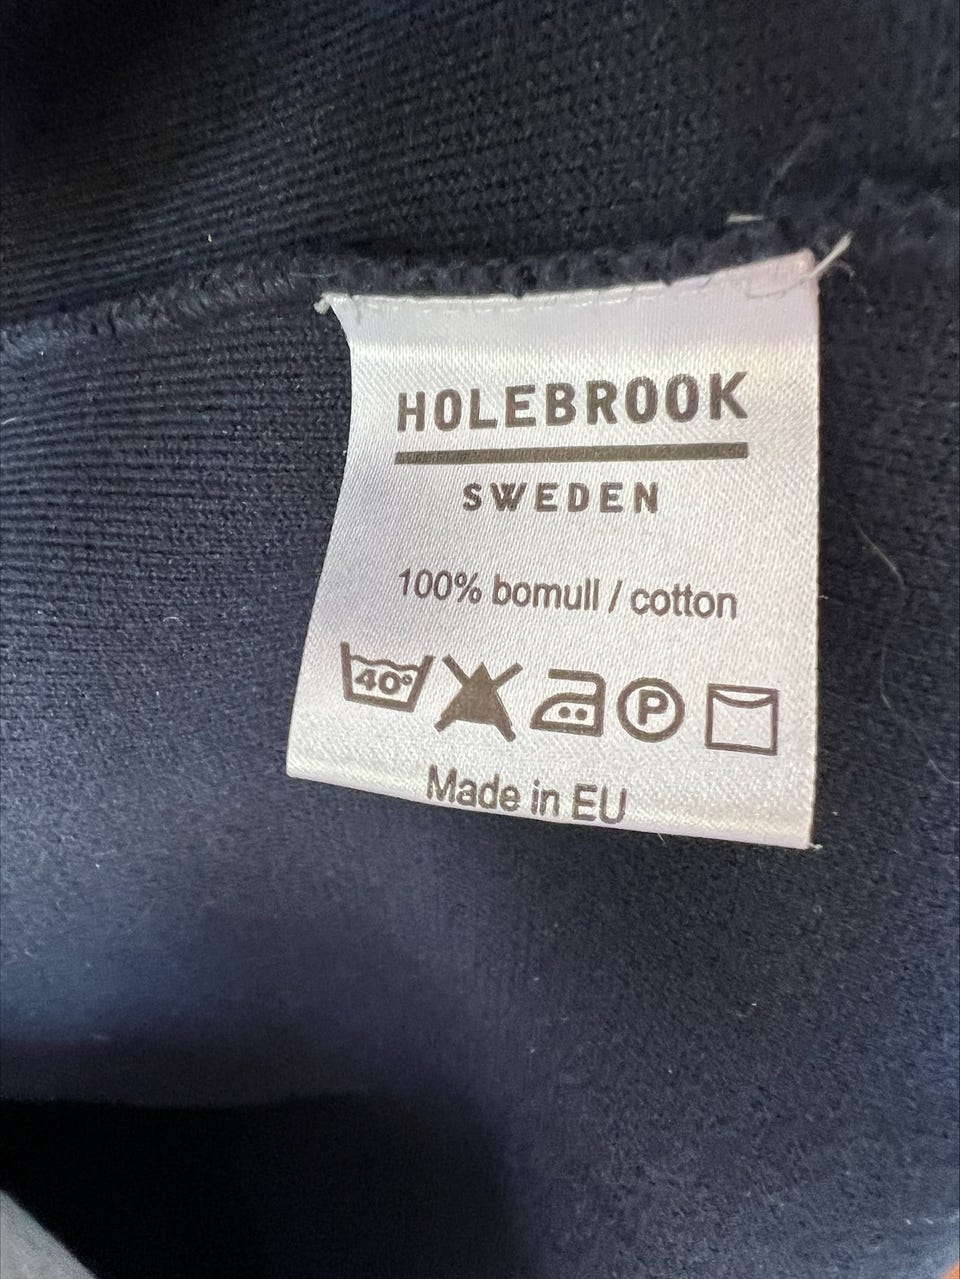 HOLEBROOK
SWEDEN
100% bomull / cotton
40° P
Made in EU